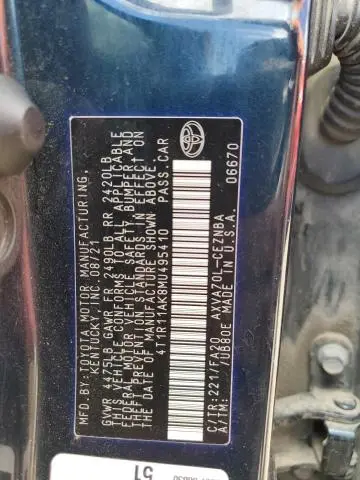 MFD. BY: TOYOTA MOTOR MANUFACTURING,
KENTUCKY, INC. 08/21
GVWR 4475LB GAWR FR 2490LB RR 2420LB
THIS VEHICLE CONFORMS TO ALL APPLICABLE
FEDERAL MOTOR VEHICLE SAFETY, BUMPER, AND
THEFT PREVENTION STANDARDS IN EFFECT ON
THE DATE OF MANUFACTURE SHOWN ABOVE.
4T1R11AK8MU495410 PASS.CAR
C/TR:221/FA20 AXVA70L-CEZNBA
A/TM: /UB80E MADE IN U.S.A. 06670
51